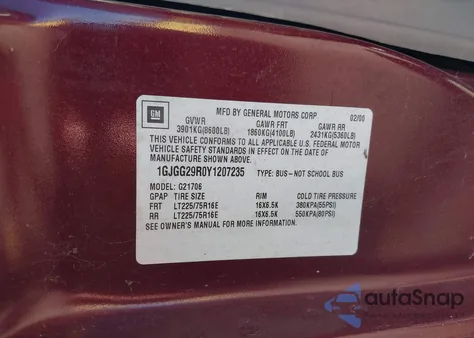 GM
MFD BY GENERAL MOTORS CORP 02/00
GVWR GAWR FRT GAWR RR
3901KG(8600LB) 1860KG(4100LB) 2431KG(5360LB)
THIS VEHICLE CONFORMS TO ALL APPLICABLE U.S. FEDERAL MOTOR
VEHICLE SAFETY STANDARDS IN EFFECT ON THE DATE OF
MANUFACTURE SHOWN ABOVE.
1GJGG29R0Y1207235 TYPE: BUS-NOT SCHOOL BUS
MODEL: G21706
GPAP TIRE SIZE RIM COLD TIRE PRESSURE
FRT LT225/75R16E 16X6.5K 380KPA(55PSI)
RR LT225/75R16E 16X6.5K 550KPA(80PSI)
SEE OWNER'S MANUAL FOR MORE INFORMATION.
autoSnap